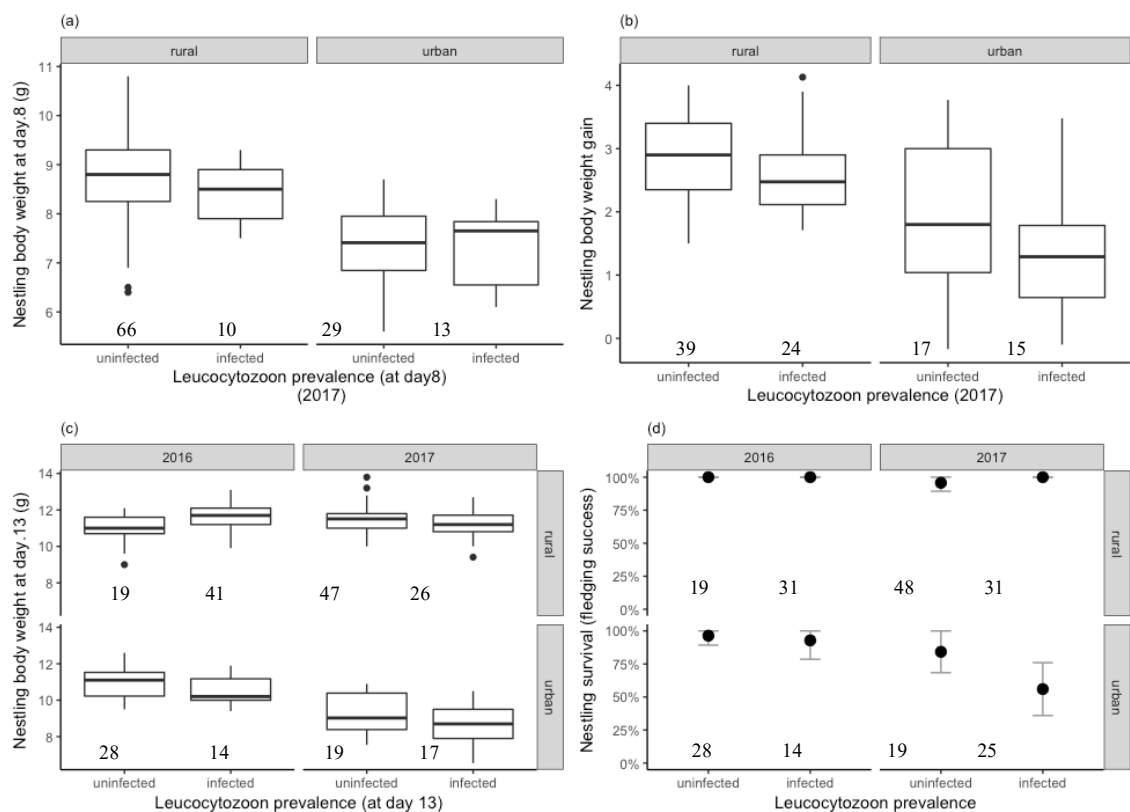 (a)
rural urban
Nestling body weight at day.8 (g)
11
10
9
8
7
6
66 10 29 13
uninfected infected uninfected infected
Leucocytozoon prevalence (at day8)
(2017)
(b)
rural urban
Nestling body weight gain
4
3
2
1
0
39 24 17 15
uninfected infected uninfected infected
Leucocytozoon prevalence (2017)
(c)
2016 2017
Nestling body weight at day.13 (g)
14
12
10
8
rural
19 41 47 26
14
12
10
8
urban
28 14 19 17
uninfected infected uninfected infected
Leucocytozoon prevalence (at day 13)
(d)
2016 2017
Nestling survival (fledging success)
100%
75%
50%
25%
0%
rural
19 31 48 31
100%
75%
50%
25%
0%
urban
28 14 19 25
uninfected infected uninfected infected
Leucocytozoon prevalence